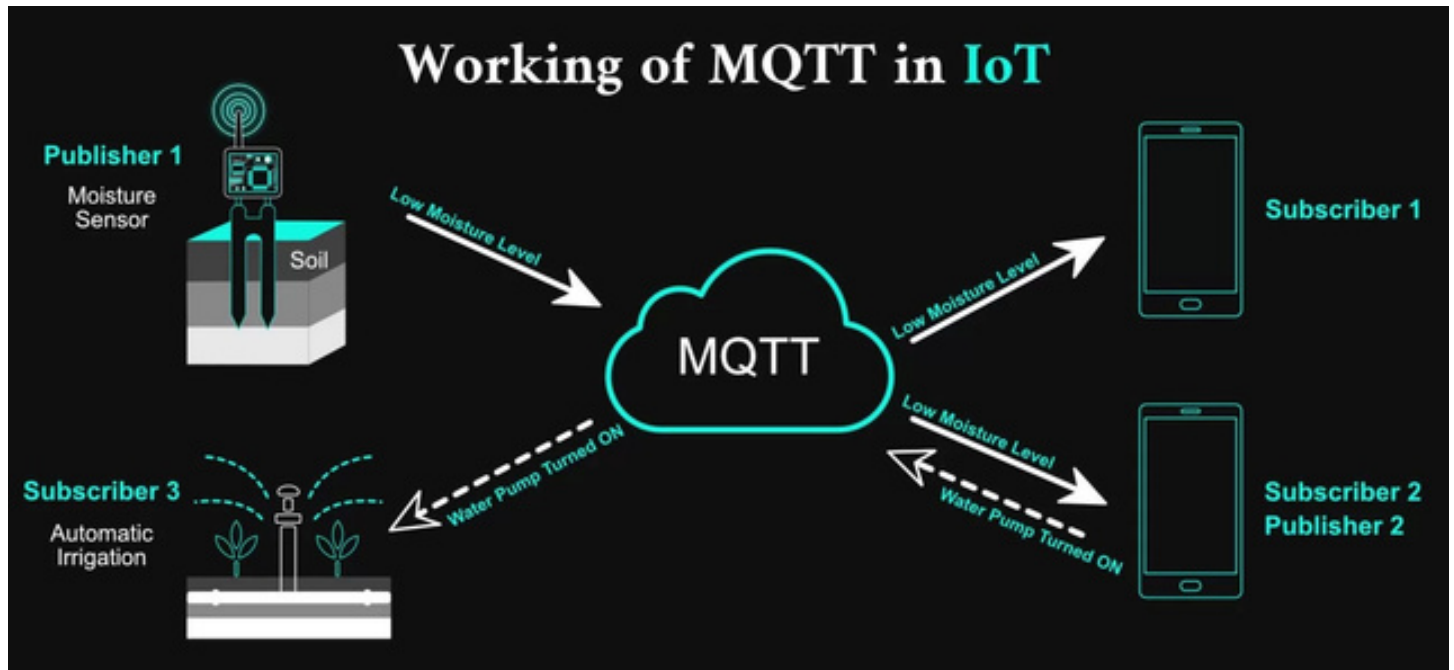 Working of MQTT in IoT
Publisher 1
Moisture
Sensor
Soil
Low Moisture Level
MQTT
Low Moisture Level
Subscriber 1
Low Moisture Level
Water Pump Turned ON
Subscriber 2
Publisher 2
Water Pump Turned ON
Subscriber 3
Automatic
Irrigation